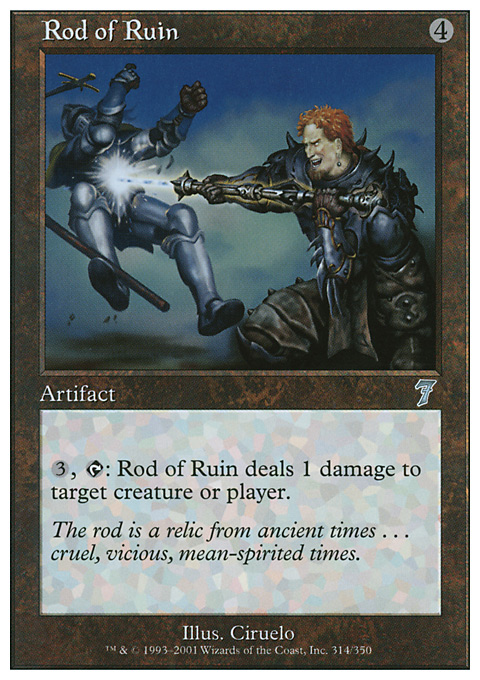 Rod of Ruin 4
Artifact 7
3, : Rod of Ruin deals 1 damage to
target creature or player.
The rod is a relic from ancient times . . .
cruel, vicious, mean-spirited times.
Illus. Ciruelo
™ & © 1993–2001 Wizards of the Coast, Inc. 314/350